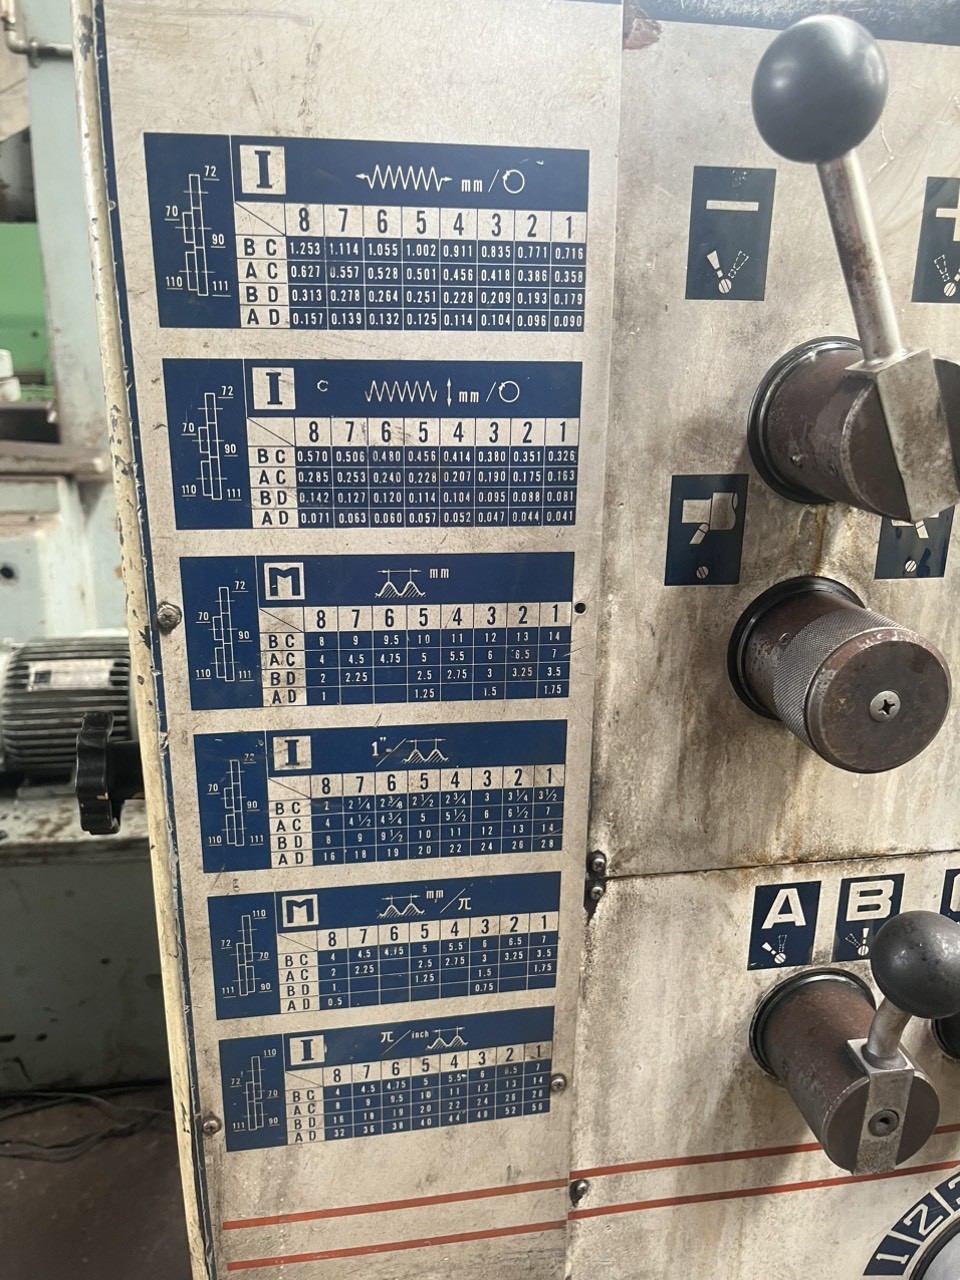 72
70
90
110 111
I mm /
8 7 6 5 4 3 2 1
B C 1.253 1.114 1.055 1.002 0.911 0.835 0.771 0.716
A C 0.627 0.557 0.528 0.501 0.456 0.418 0.386 0.358
B D 0.313 0.278 0.264 0.251 0.228 0.209 0.193 0.179
A D 0.157 0.139 0.132 0.125 0.114 0.104 0.096 0.090
72
70
90
110 111
I mm /
8 7 6 5 4 3 2 1
B C 0.570 0.506 0.480 0.456 0.414 0.380 0.351 0.326
A C 0.285 0.253 0.240 0.228 0.207 0.190 0.175 0.163
B D 0.142 0.127 0.120 0.114 0.104 0.095 0.088 0.081
A D 0.071 0.063 0.060 0.057 0.052 0.047 0.044 0.041
72
70
90
110 111
M mm
8 7 6 5 4 3 2 1
B C 8 9 9.5 10 11 12 13 14
A C 4 4.5 4.75 5 5.5 6 6.5 7
B D 2 2.25 2.5 2.75 3 3.25 3.5
A D 1 1.25 1.5 1.75
72
70
90
110 111
I 1" /
8 7 6 5 4 3 2 1
B C 2 2 1/4 2 3/8 2 1/2 2 3/4 3 3 1/4 3 1/2
A C 4 4 1/2 4 3/4 5 5 1/2 6 6 1/2 7
B D 8 9 9 1/2 10 11 12 13 14
A D 16 18 19 20 22 24 26 28
110
72
70
111 90
M mm / π
8 7 6 5 4 3 2 1
B C 4 4.5 4.75 5 5.5 6 6.5 7
A C 2 2.25 2.5 2.75 3 3.25 3.5
B D 1 1.25 1.5 1.75
A D 0.5 0.75
110
72
70
111 90
I π / inch
8 7 6 5 4 3 2 1
B C 4 4.5 4.75 5 5.5 6 6.5 7
A C 8 9 9.5 10 11 12 13 14
B D 16 18 19 20 22 24 26 28
A D 32 36 38 40 44 48 52 56
A B
1 2 3